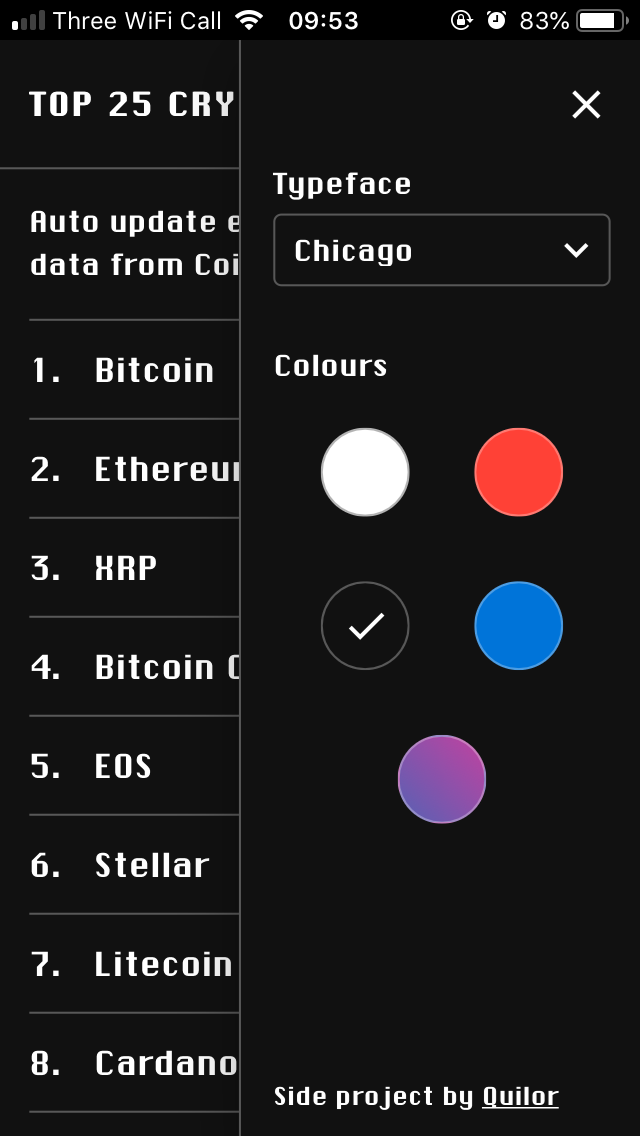 Three WiFi Call 09:53 83%
TOP 25 CRY
Auto update e
data from Coi
1. Bitcoin
2. Ethereum
3. XRP
4. Bitcoin C
5. EOS
6. Stellar
7. Litecoin
8. Cardano
Typeface
Chicago
Colours
Side project by Quilor